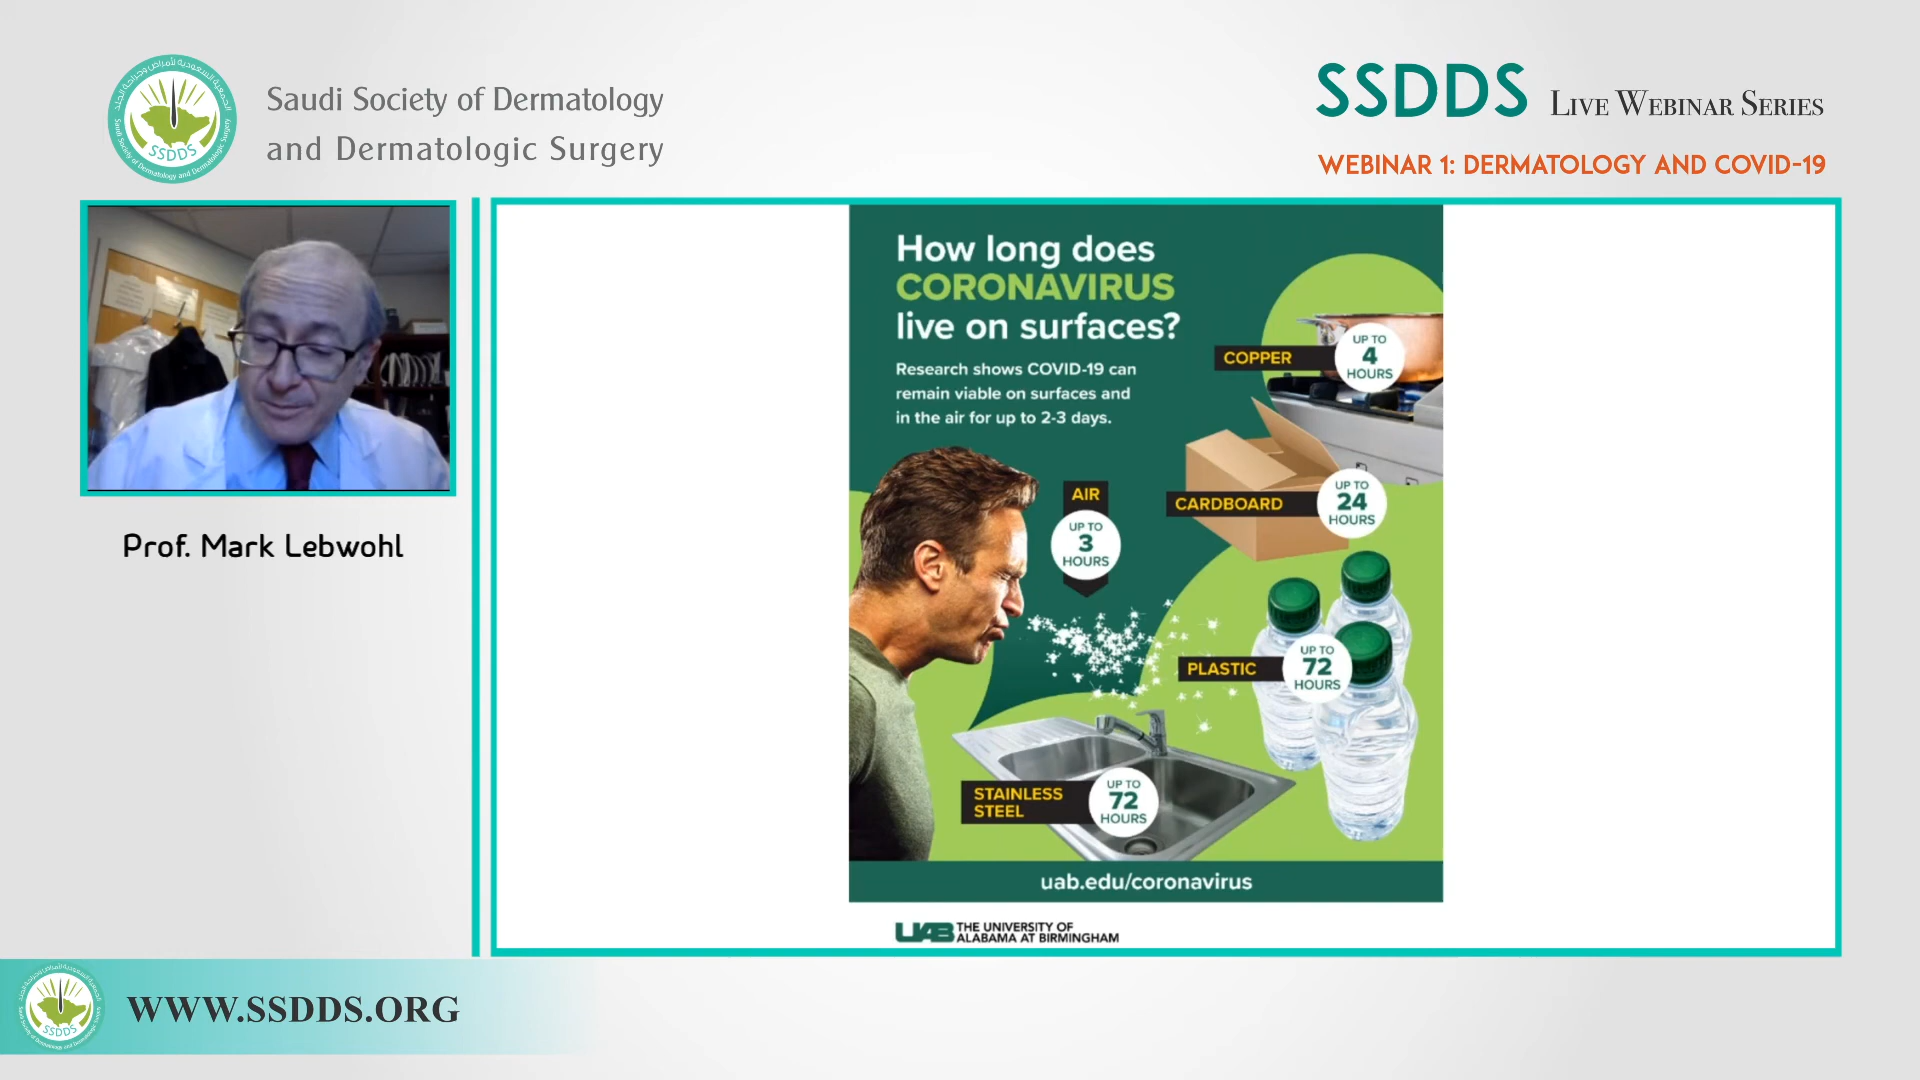 Saudi Society of Dermatology
and Dermatologic Surgery
SSDDS
SSDDS LIVE WEBINAR SERIES
WEBINAR 1: DERMATOLOGY AND COVID-19
Prof. Mark Lebwohl
How long does
CORONAVIRUS
live on surfaces?
Research shows COVID-19 can
remain viable on surfaces and
in the air for up to 2-3 days.
COPPER
UP TO
4
HOURS
CARDBOARD
UP TO
24
HOURS
AIR
UP TO
3
HOURS
PLASTIC
UP TO
72
HOURS
STAINLESS
STEEL
UP TO
72
HOURS
uab.edu/coronavirus
UAB THE UNIVERSITY OF
ALABAMA AT BIRMINGHAM
SSDDS
WWW.SSDDS.ORG